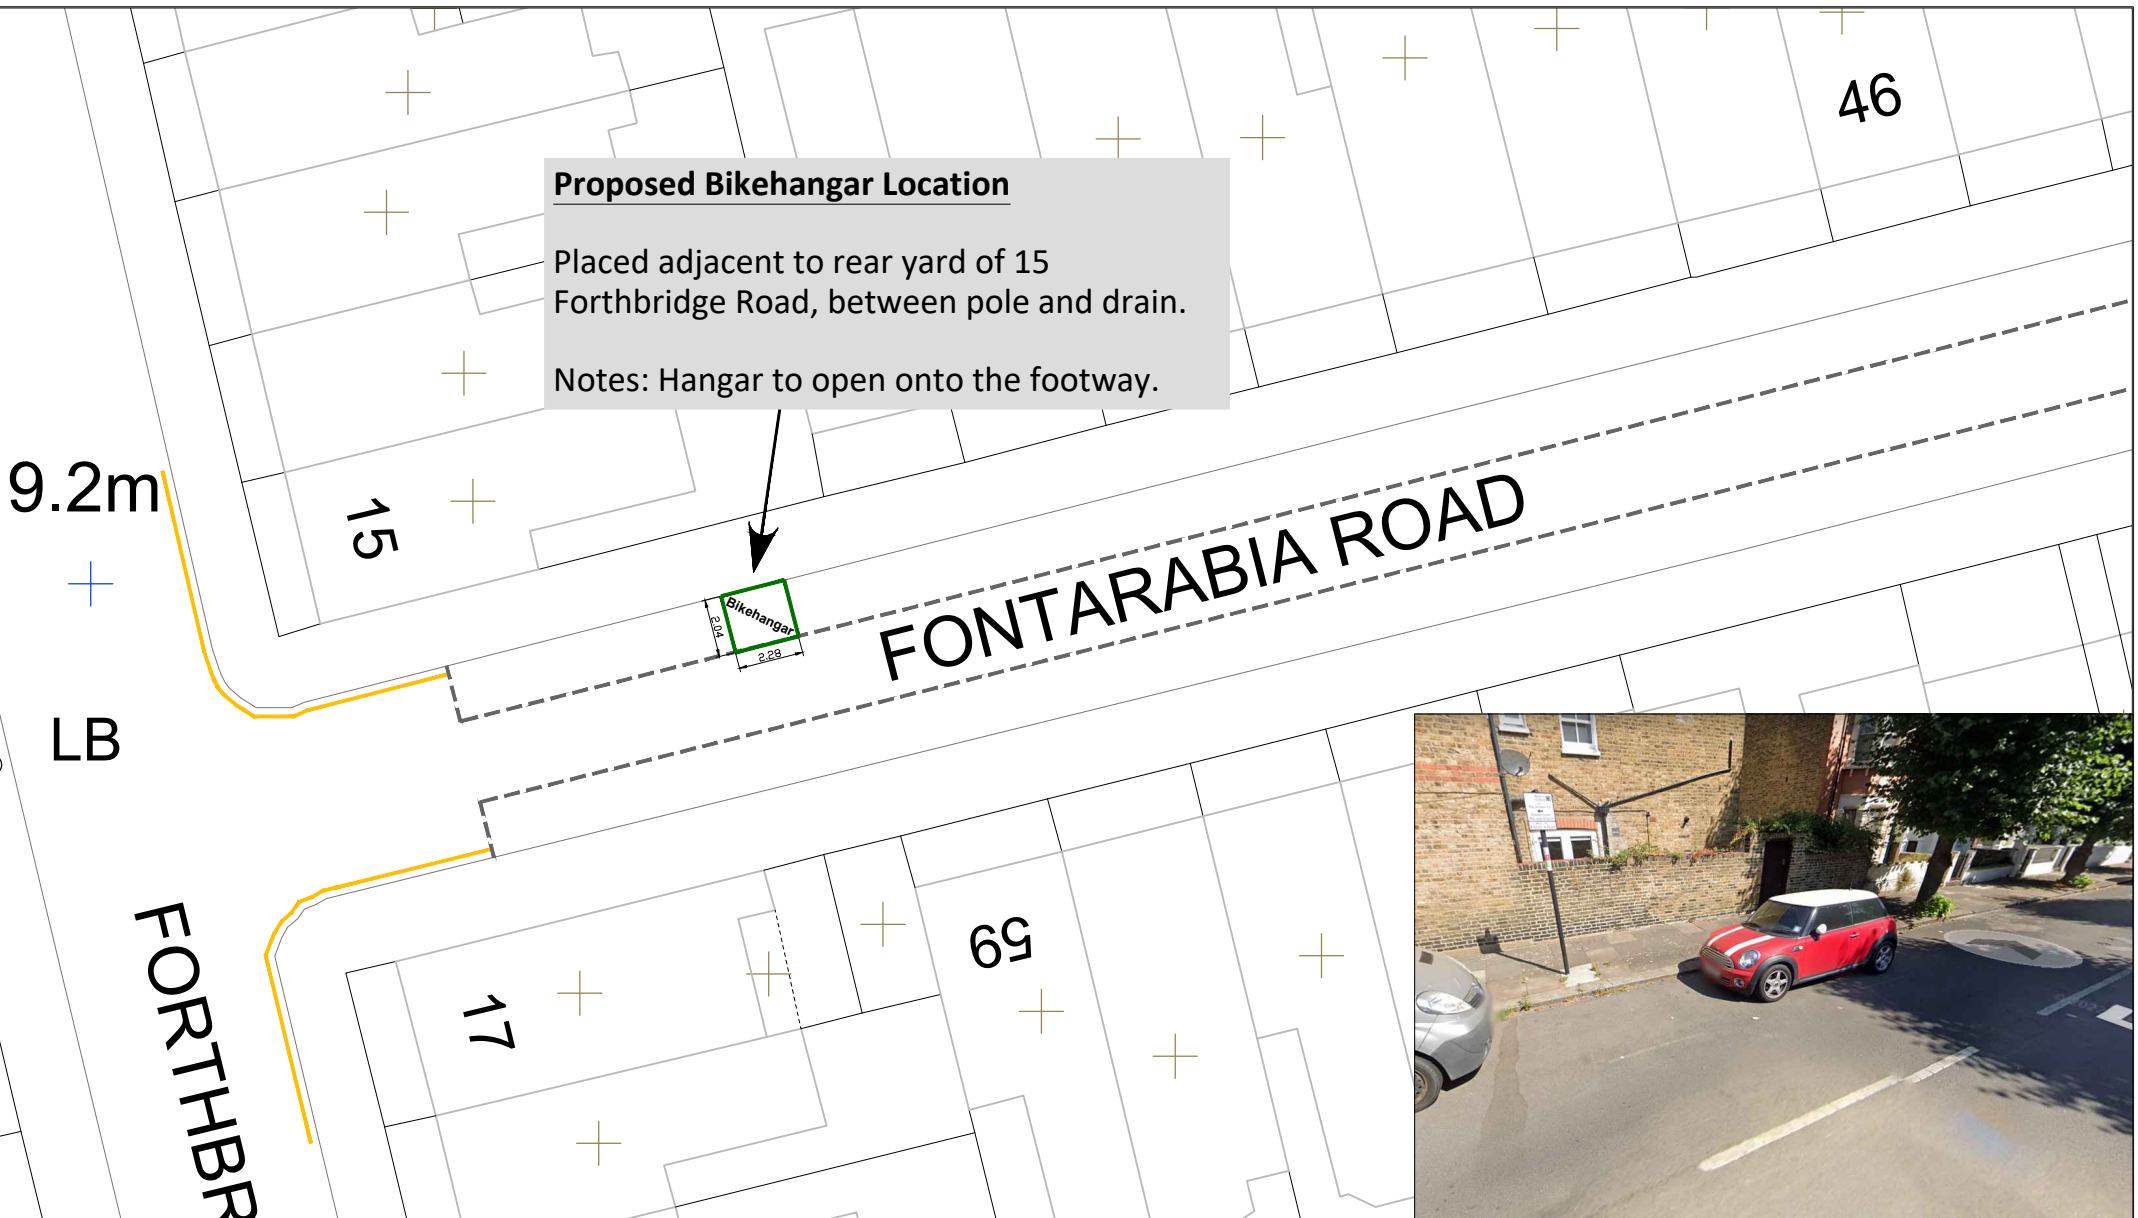 46
Proposed Bikehangar Location
Placed adjacent to rear yard of 15
Forthbridge Road, between pole and drain.
Notes: Hangar to open onto the footway.
9.2m
15
FONTARABIA ROAD
Bikehangar
2.04
2.28
LB
59
17
FORTHBR